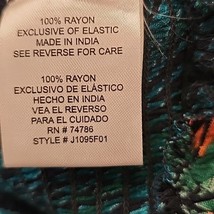 100% RAYON
EXCLUSIVE OF ELASTIC
MADE IN INDIA
SEE REVERSE FOR CARE
100% RAYON
EXCLUSIVO DE ELÁSTICO
HECHO EN INDIA
VEA EL REVERSO
PARA EL CUIDADO
RN # 74786
STYLE # J1095F01